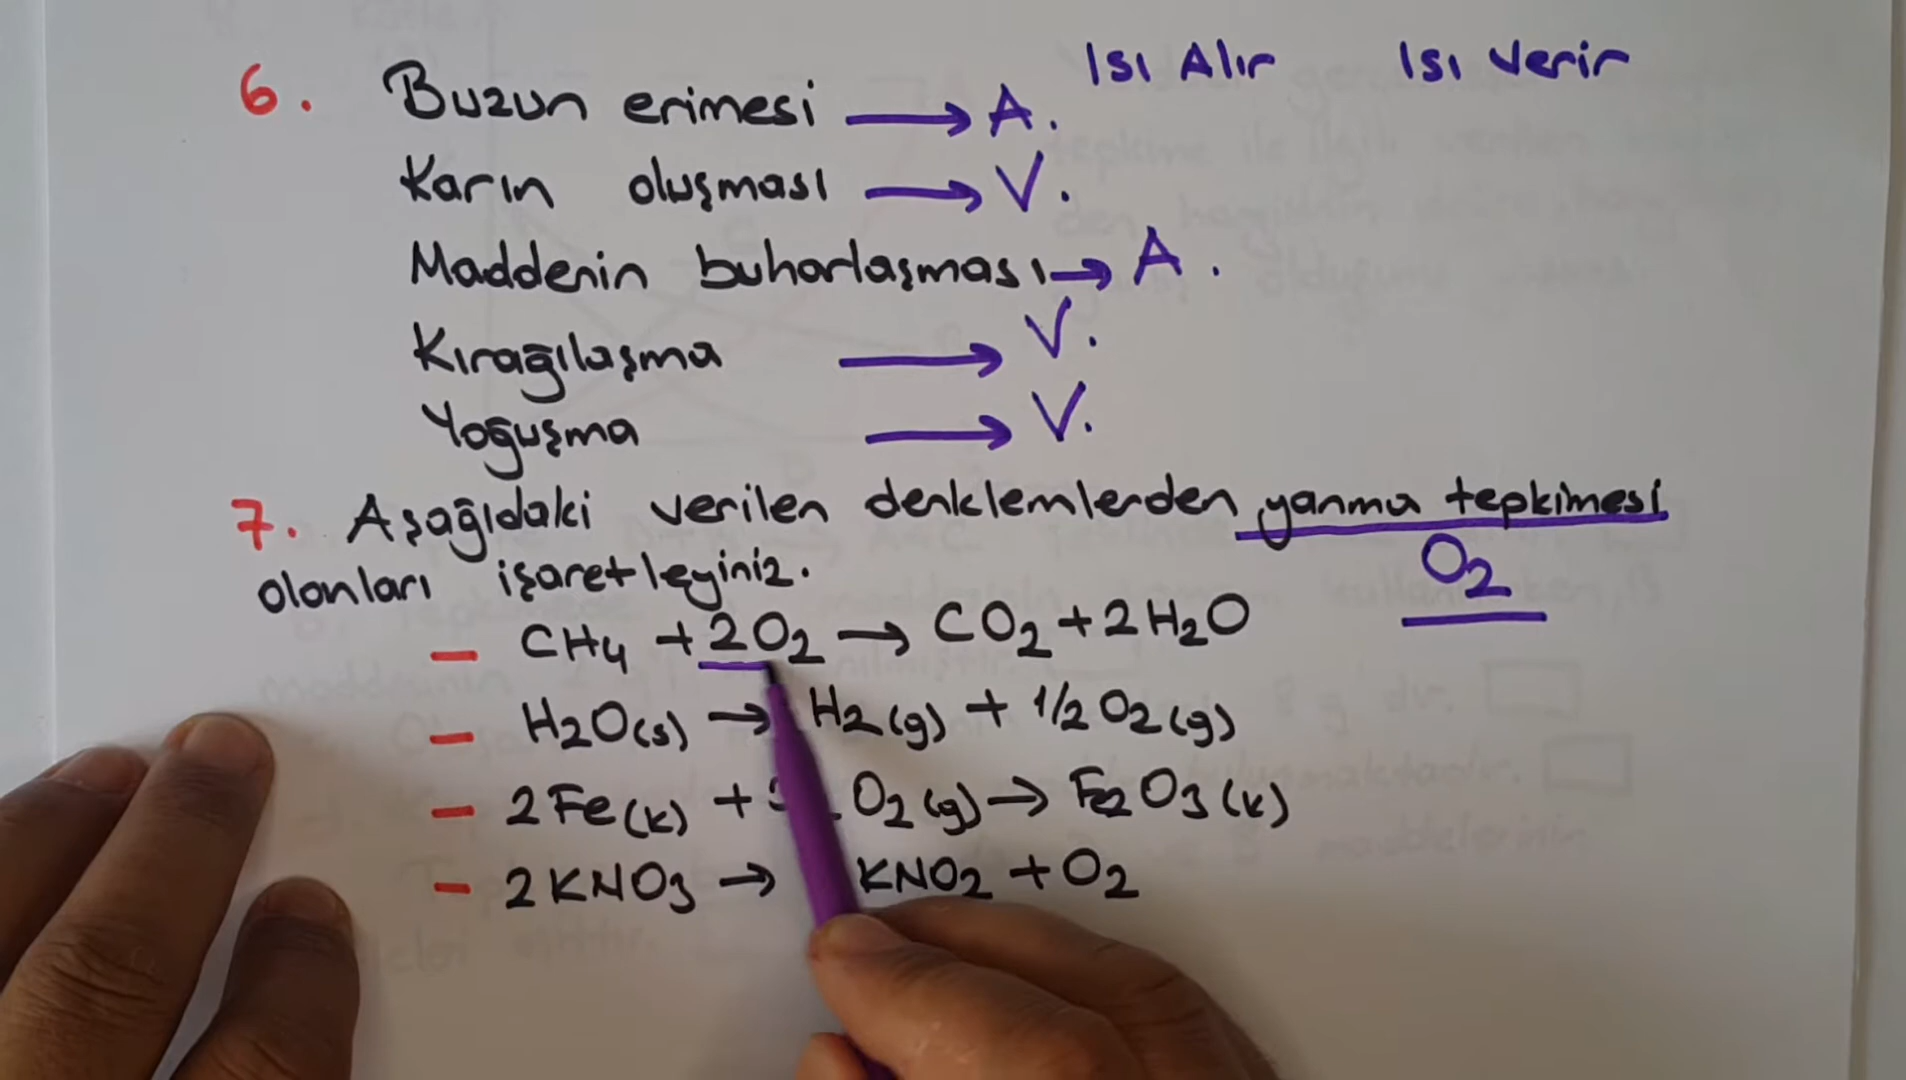 Isı Alır Isı Verir
6. Buzun erimesi → A.
Karın oluşması → V.
Maddenin buharlaşması → A.
Kırağılaşma → V.
Yoğuşma → V.
7. Aşağıdaki verilen denklemlerden yanma tepkimesi
O2
olanları işaretleyiniz.
- CH4 + 2O2 → CO2 + 2H2O
- H2O(s) → H2(g) + 1/2 O2(g)
- 2Fe(k) + O2(g) → Fe2O3(k)
- 2KNO3 → KNO2 + O2